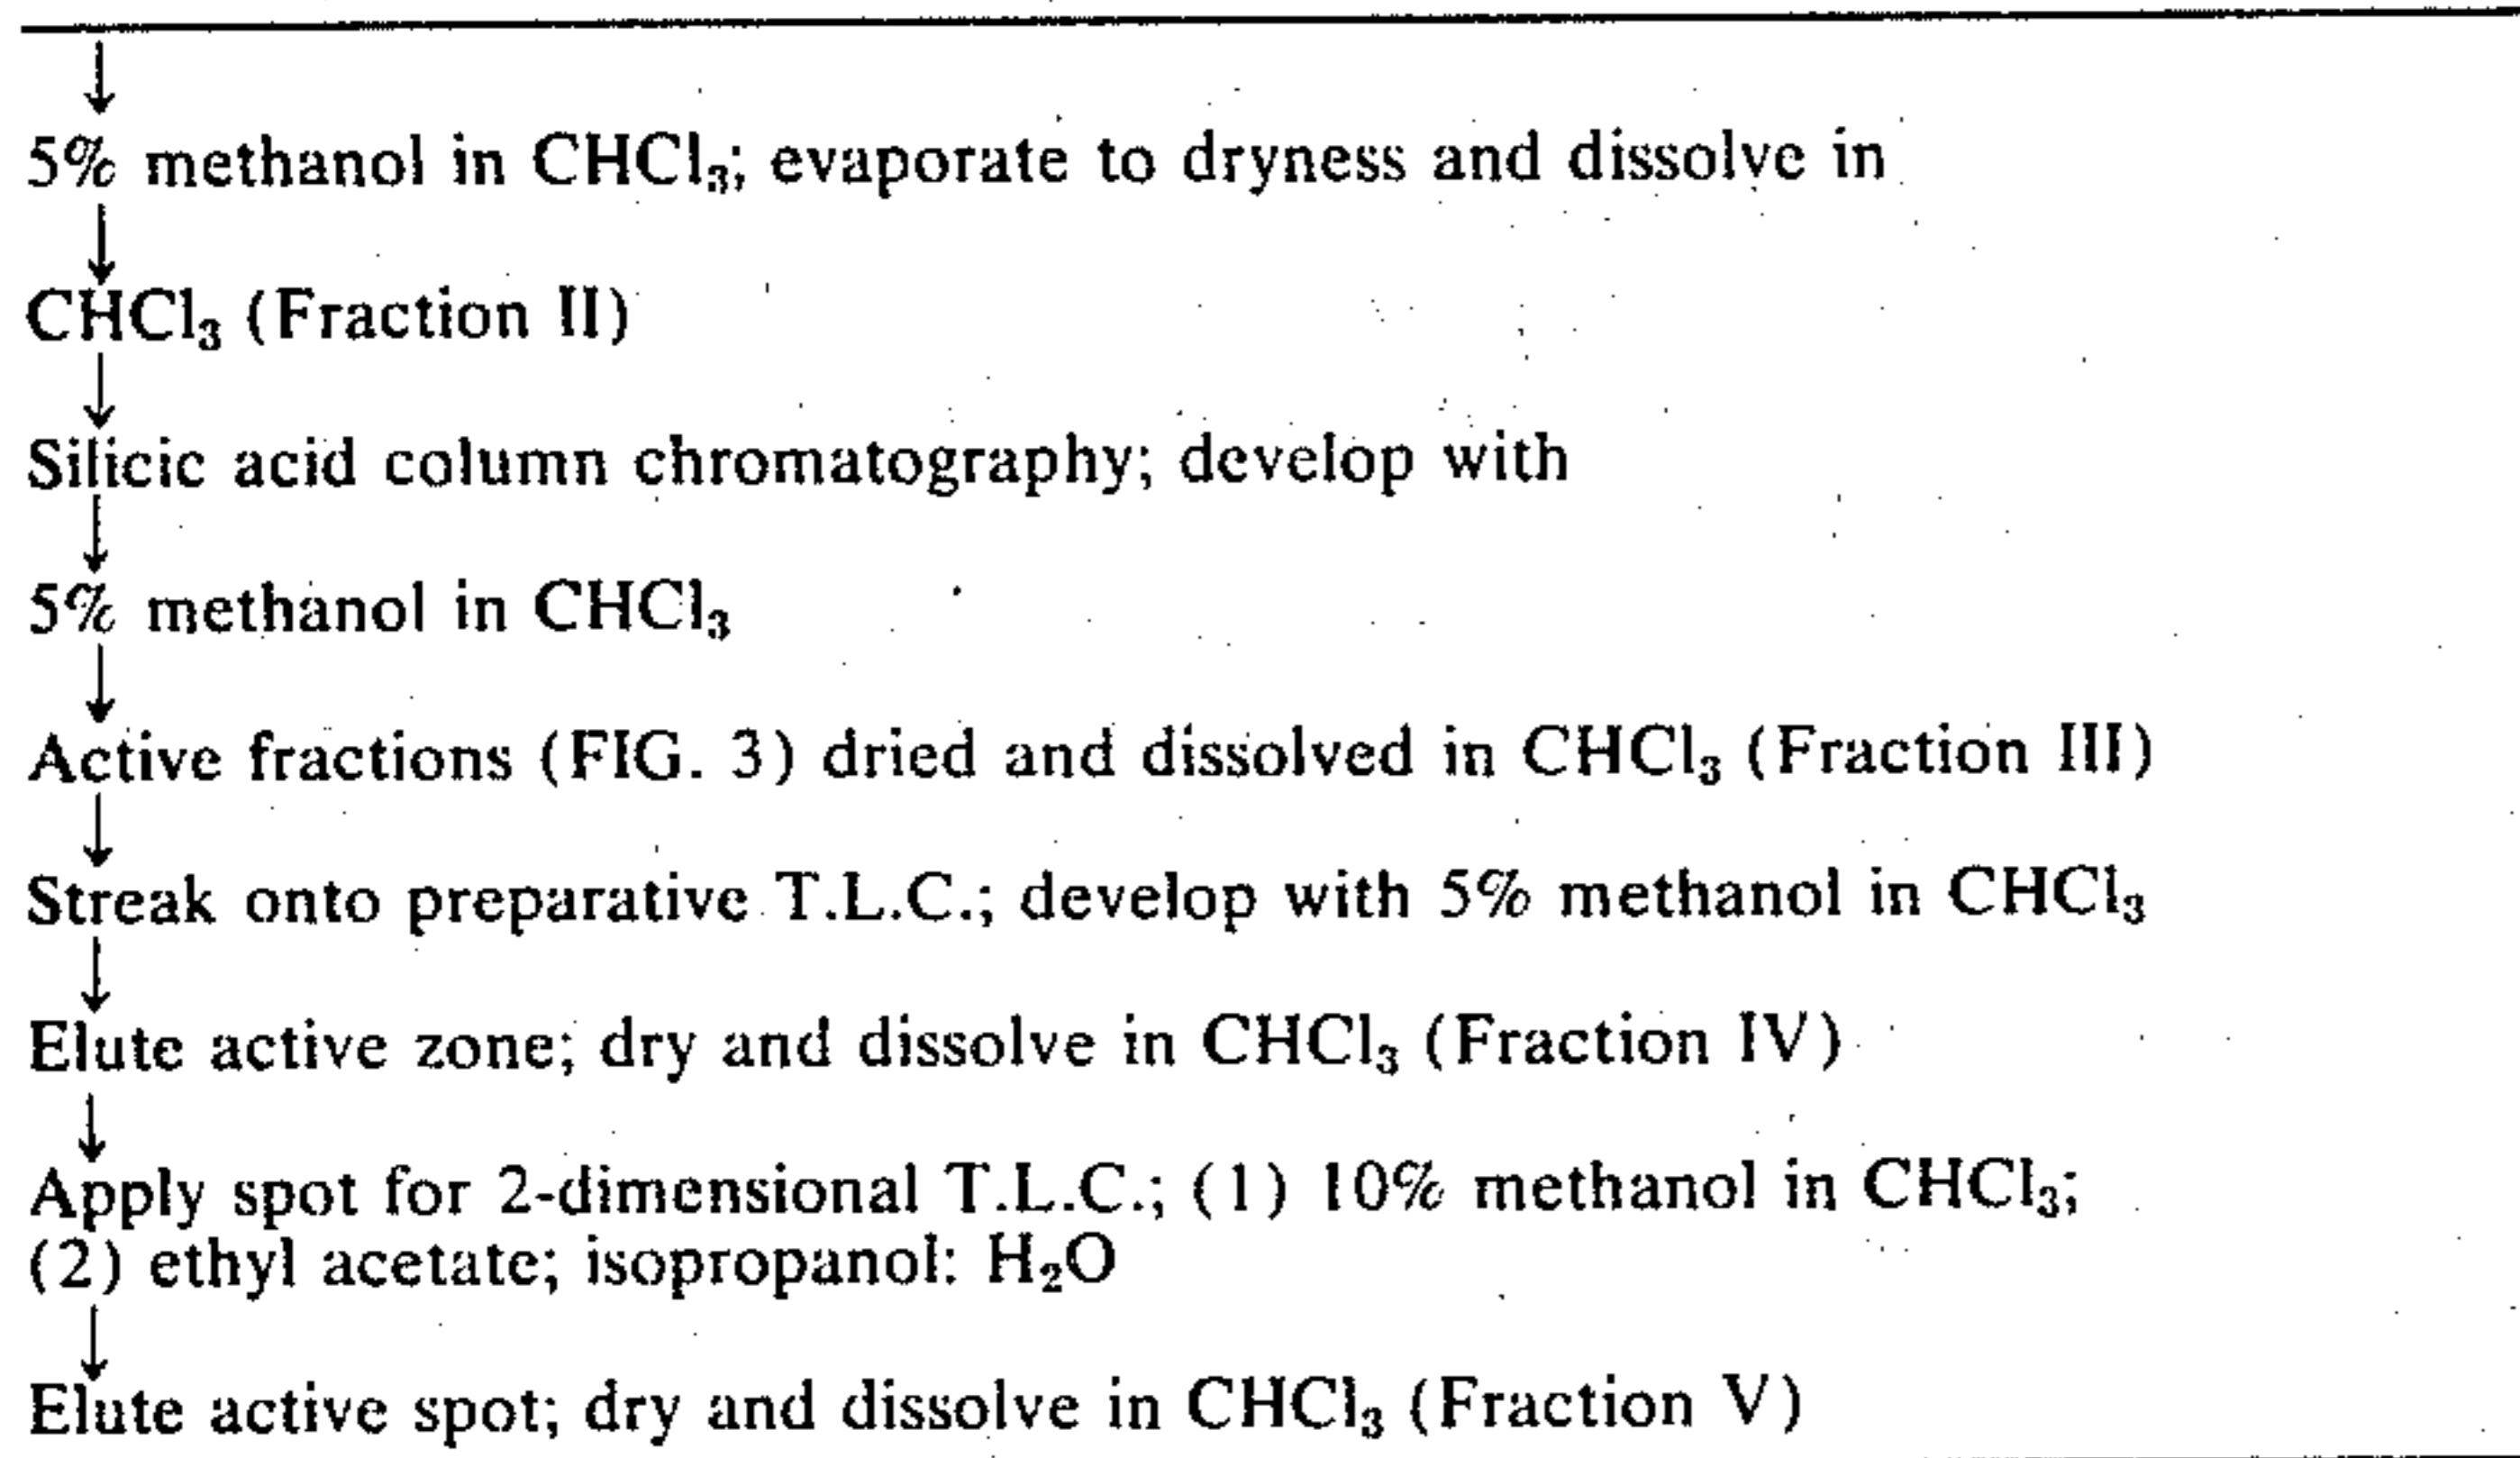 ↓
5% methanol in CHCl₃; evaporate to dryness and dissolve in
↓
CHCl₃ (Fraction II)
↓
Silicic acid column chromatography; develop with
↓
5% methanol in CHCl₃
↓
Active fractions (FIG. 3) dried and dissolved in CHCl₃ (Fraction III)
↓
Streak onto preparative T.L.C.; develop with 5% methanol in CHCl₃
↓
Elute active zone; dry and dissolve in CHCl₃ (Fraction IV)
↓
Apply spot for 2-dimensional T.L.C.; (1) 10% methanol in CHCl₃;
(2) ethyl acetate; isopropanol: H₂O
↓
Elute active spot; dry and dissolve in CHCl₃ (Fraction V)